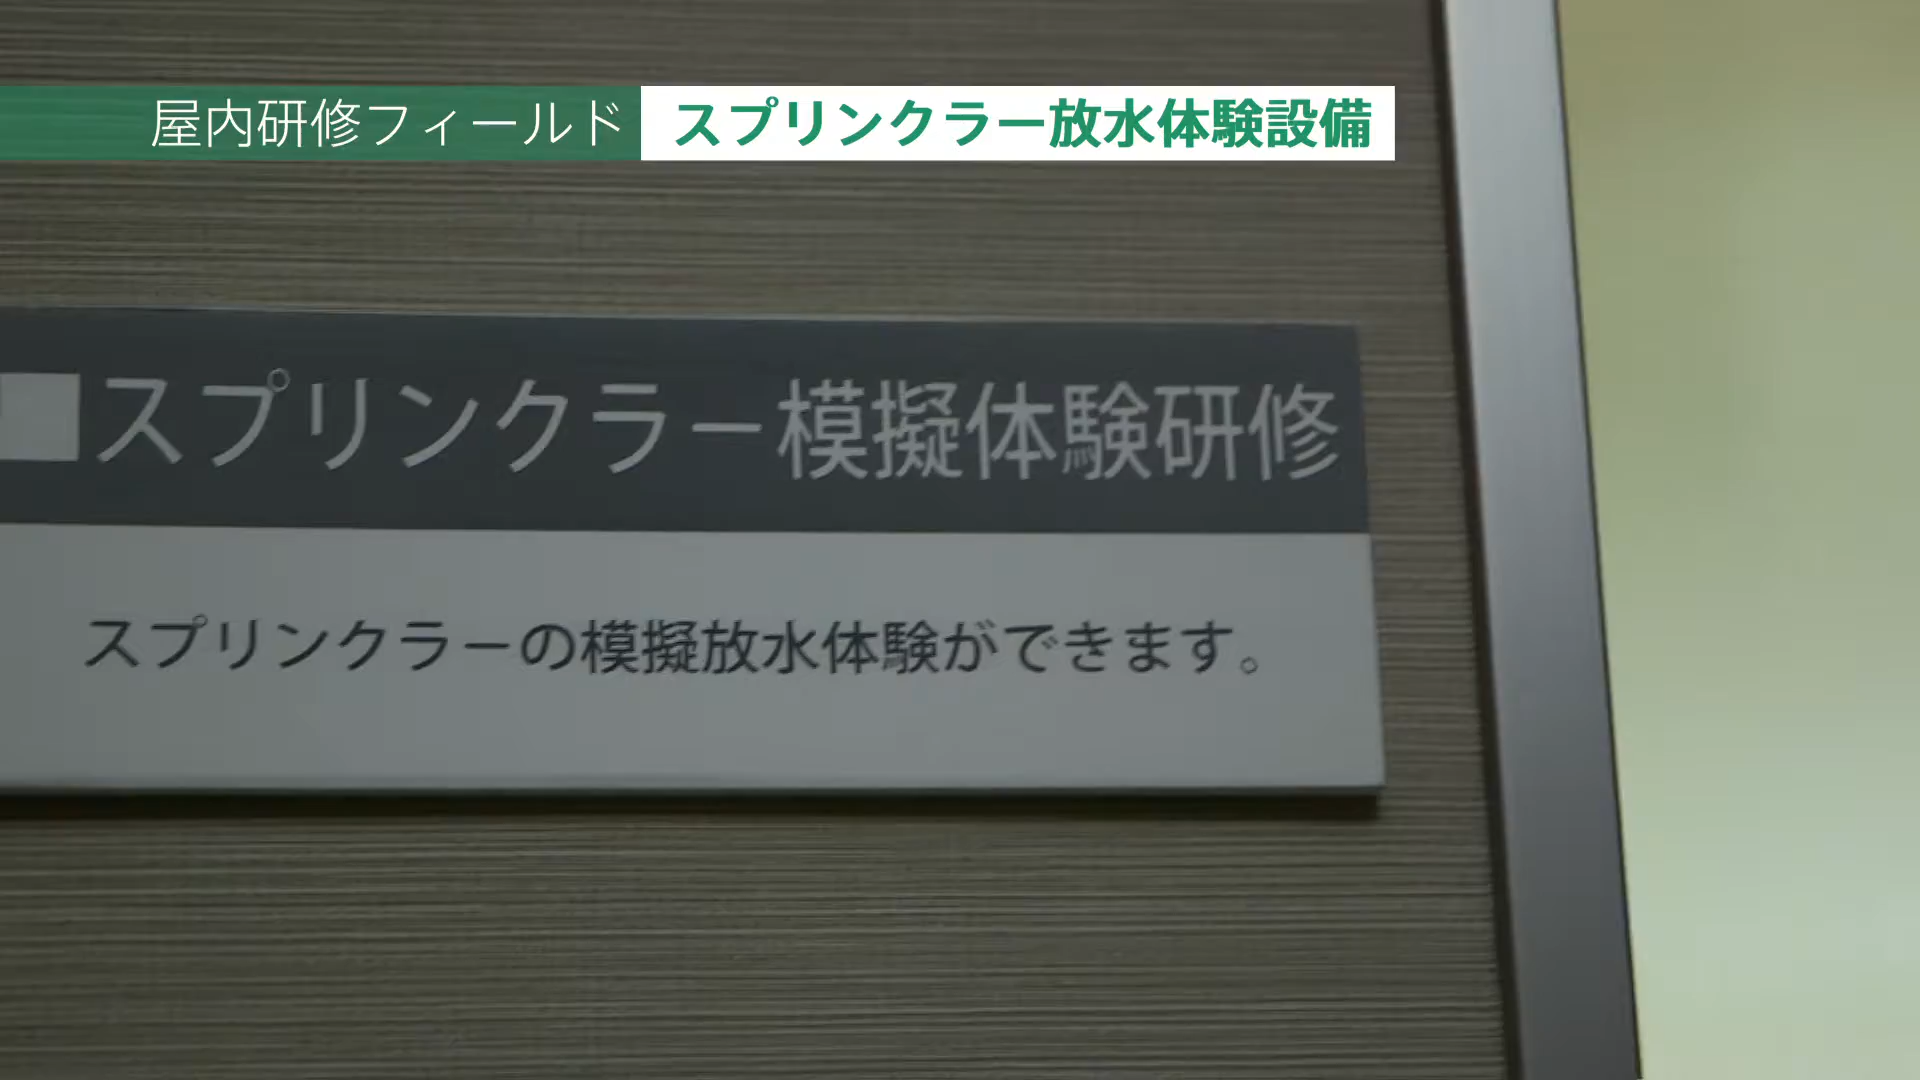 屋内研修フィールド スプリンクラー放水体験設備
■スプリンクラー模擬体験研修
スプリンクラーの模擬放水体験ができます。